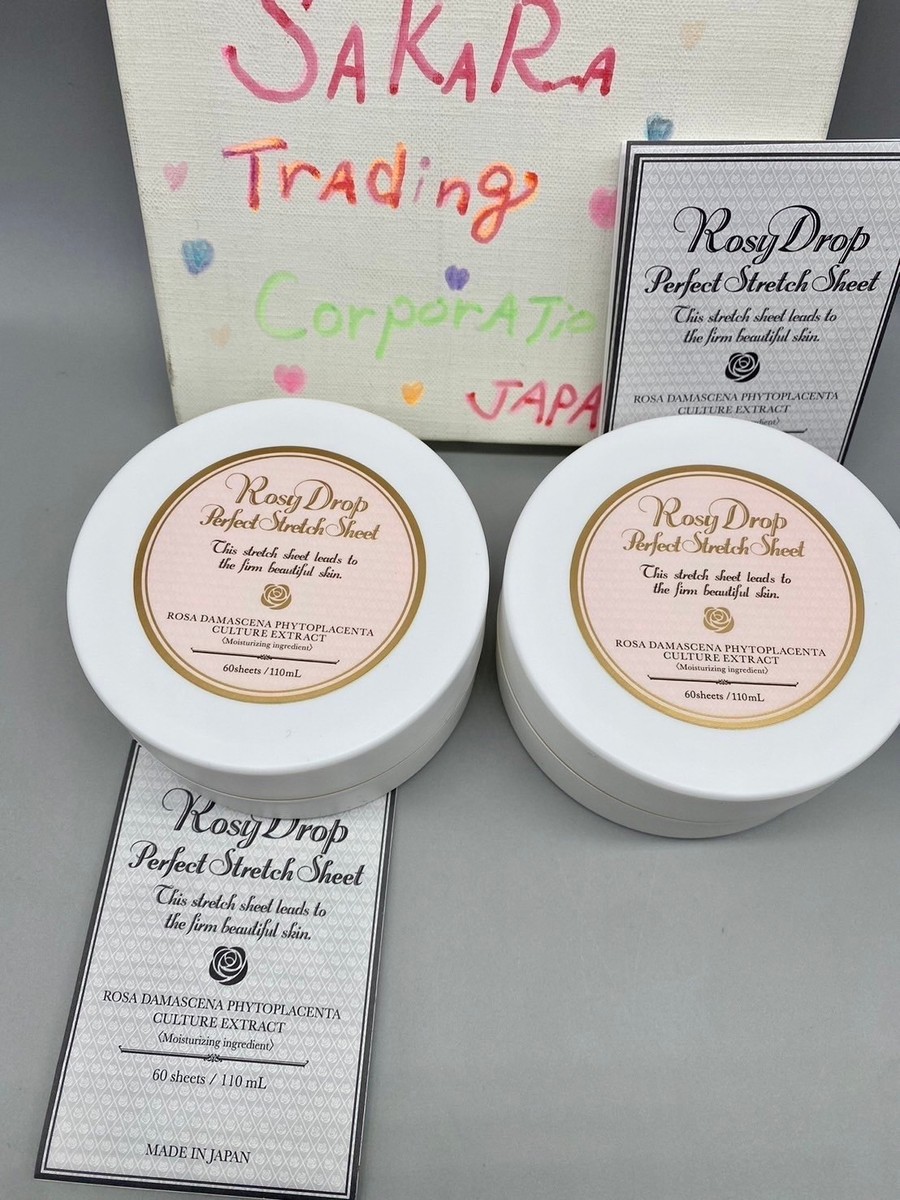 SAKARA
Trading
CorporATio
JAPA
Rosy Drop
Perfect Stretch Sheet
This stretch sheet leads to
the firm beautiful skin.
ROSA DAMASCENA PHYTOPLACENTA
CULTURE EXTRACT
Rosy Drop
Perfect Stretch Sheet
This stretch sheet leads to
the firm beautiful skin.
ROSA DAMASCENA PHYTOPLACENTA
CULTURE EXTRACT
〈Moisturizing ingredient〉
60sheets /110mL
Rosy Drop
Perfect Stretch Sheet
This stretch sheet leads to
the firm beautiful skin.
ROSA DAMASCENA PHYTOPLACENTA
CULTURE EXTRACT
〈Moisturizing ingredient〉
60sheets /110mL
Rosy Drop
Perfect Stretch Sheet
This stretch sheet leads to
the firm beautiful skin.
ROSA DAMASCENA PHYTOPLACENTA
CULTURE EXTRACT
〈Moisturizing ingredient〉
60 sheets / 110 mL
MADE IN JAPAN